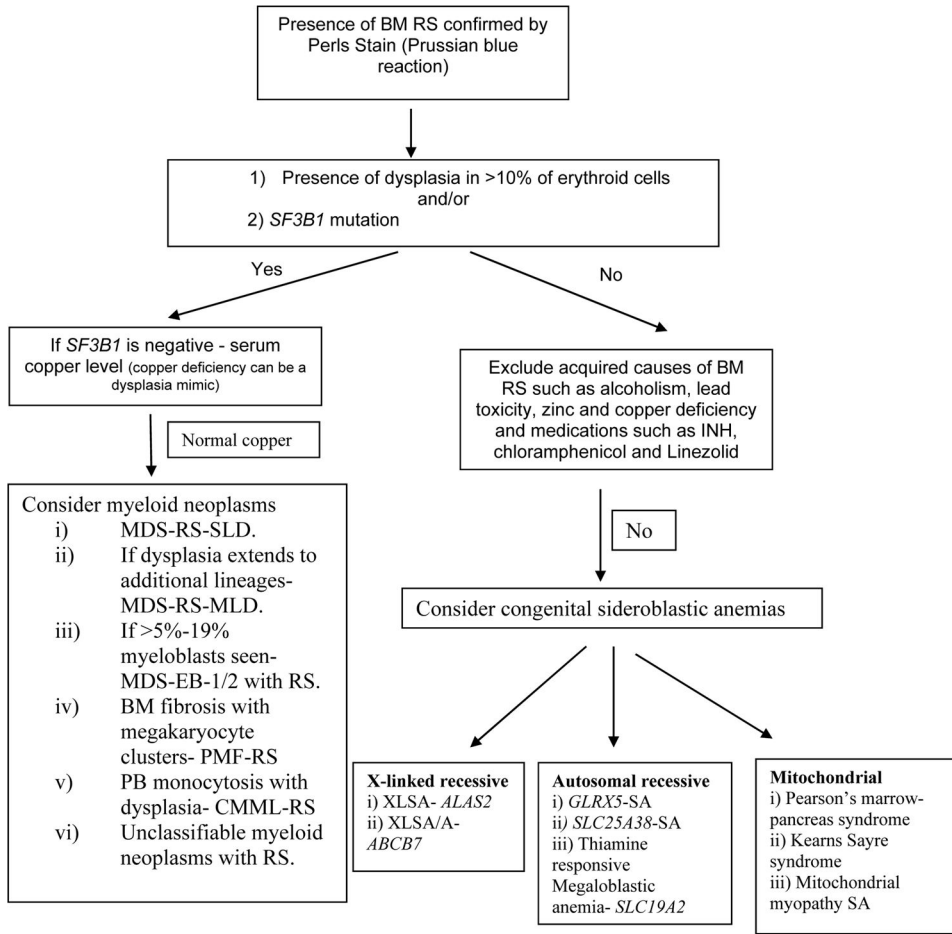 Presence of BM RS confirmed by
Perls Stain (Prussian blue
reaction)
1) Presence of dysplasia in >10% of erythroid cells
and/or
2) SF3B1 mutation
Yes
No
If SF3B1 is negative - serum
copper level (copper deficiency can be a
dysplasia mimic)
Exclude acquired causes of BM
RS such as alcoholism, lead
toxicity, zinc and copper deficiency
and medications such as INH,
chloramphenicol and Linezolid
Normal copper
No
Consider myeloid neoplasms
i) MDS-RS-SLD.
ii) If dysplasia extends to
additional lineages-
MDS-RS-MLD.
iii) If >5%-19%
myeloblasts seen-
MDS-EB-1/2 with RS.
iv) BM fibrosis with
megakaryocyte
clusters- PMF-RS
v) PB monocytosis with
dysplasia- CMML-RS
vi) Unclassifiable myeloid
neoplasms with RS.
Consider congenital sideroblastic anemias
X-linked recessive
i) XLSA- ALAS2
ii) XLSA/A-
ABCB7
Autosomal recessive
i) GLRX5-SA
ii) SLC25A38-SA
iii) Thiamine
responsive
Megaloblastic
anemia- SLC19A2
Mitochondrial
i) Pearson's marrow-
pancreas syndrome
ii) Kearns Sayre
syndrome
iii) Mitochondrial
myopathy SA